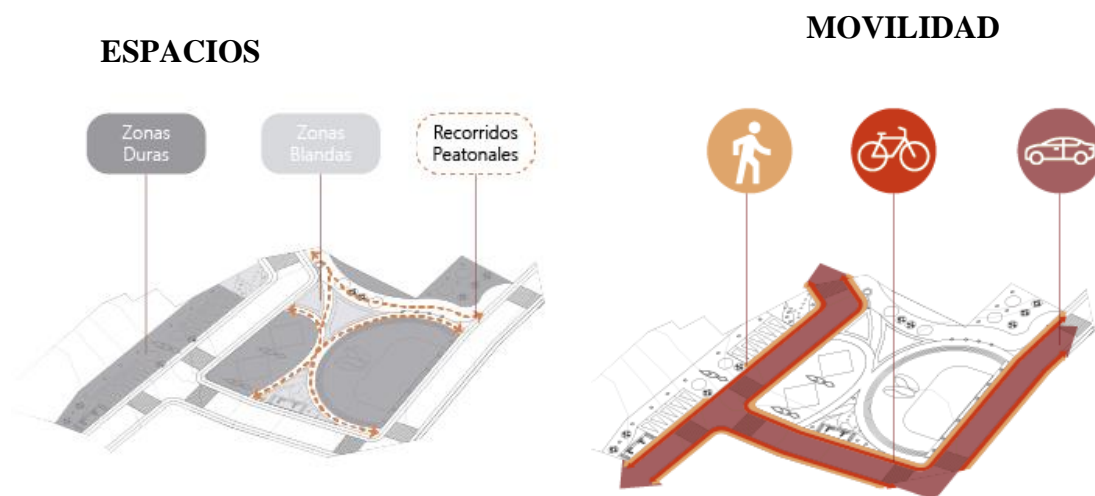 ESPACIOS
MOVILIDAD
Zonas
Duras
Zonas
Blandas
Recorridos
Peatonales